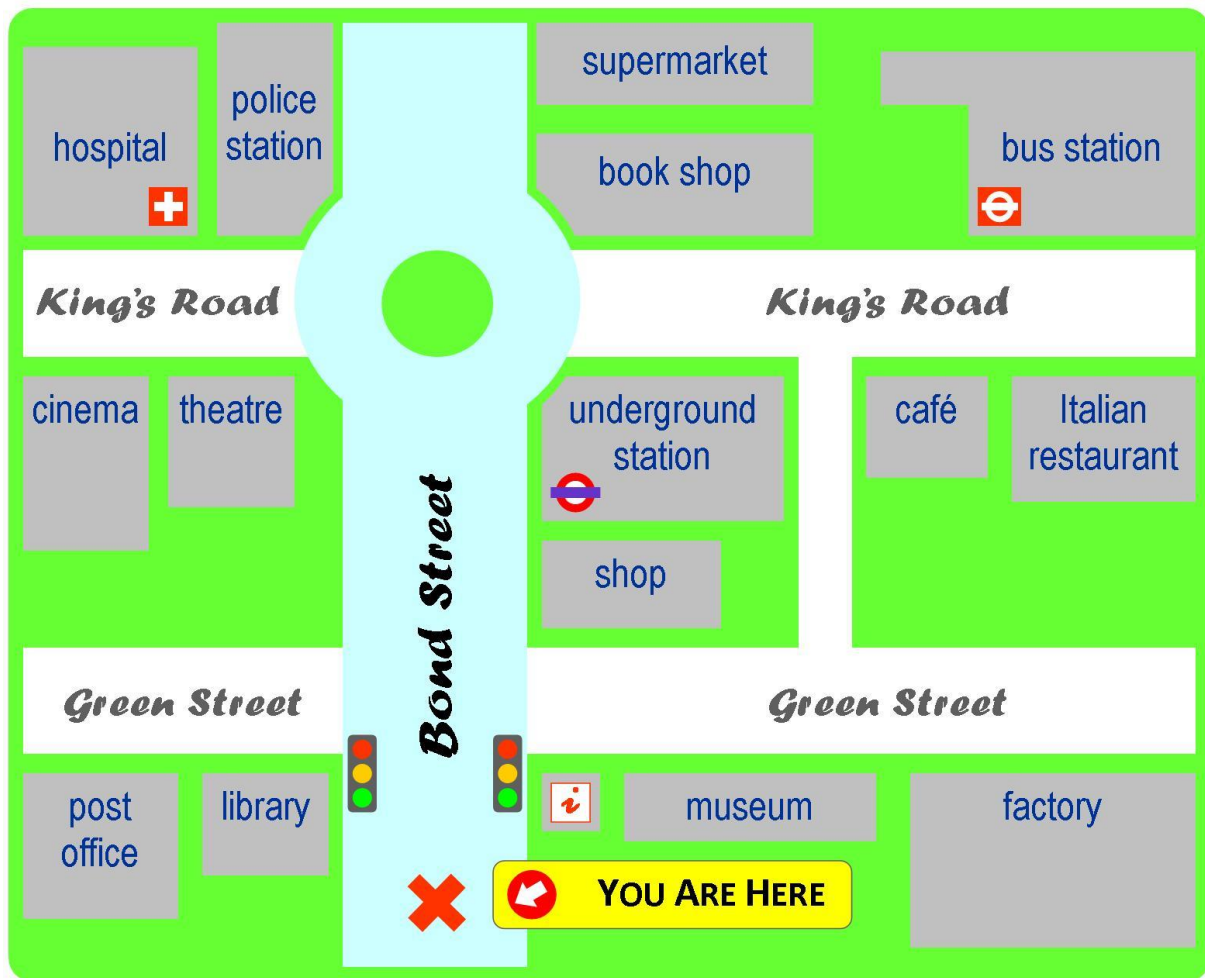 supermarket
police
station
hospital
book shop
bus station
King's Road
King's Road
cinema
theatre
underground
station
café
Italian
restaurant
shop
Bond Street
Green Street
Green Street
post
office
library
i
museum
factory
YOU ARE HERE